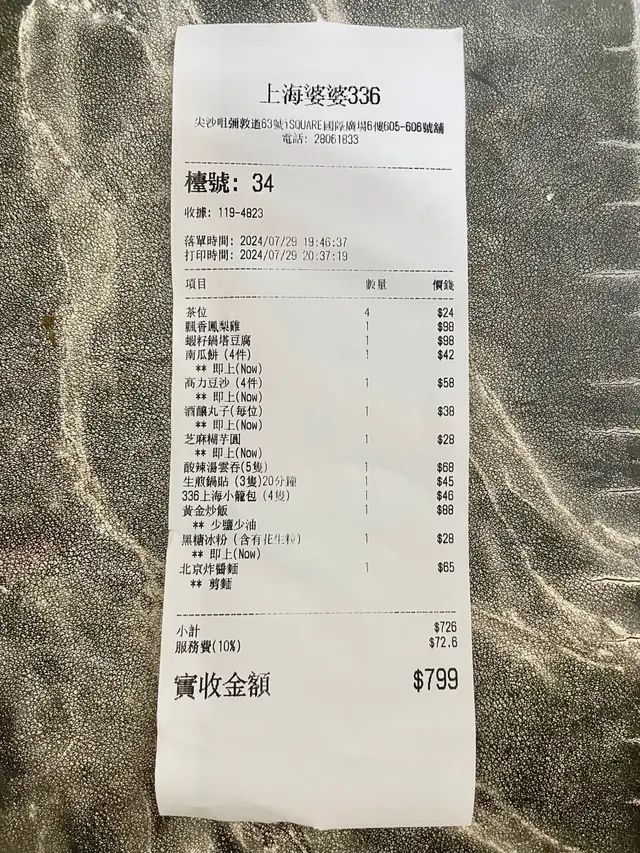 上海婆婆336
尖沙咀彌敦道63號iSQUARE國際廣場6樓605-606號舖
電話: 28061833
檯號: 34
收據: 119-4823
落單時間: 2024/07/29 19:46:37
打印時間: 2024/07/29 20:37:19
項目 數量 價錢
茶位 4 $24
飄香鳳梨雞 1 $98
蝦籽鍋塔豆腐 1 $98
南瓜餅 (4件) 1 $42
** 即上(Now)
高力豆沙 (4件) 1 $58
** 即上(Now)
酒釀丸子(每位) 1 $38
** 即上(Now)
芝麻糊芋圓 1 $28
** 即上(Now)
酸辣湯雲吞(5隻) 1 $68
生煎鍋貼 (3隻)20分鐘 1 $45
336上海小籠包 (4隻) 1 $46
黃金炒飯 1 $88
** 少鹽少油
黑糖冰粉 (含有花生粒) 1 $28
** 即上(Now)
北京炸醬麵 1 $65
** 剪麵
小計 $726
服務費(10%) $72.6
實收金額 $799